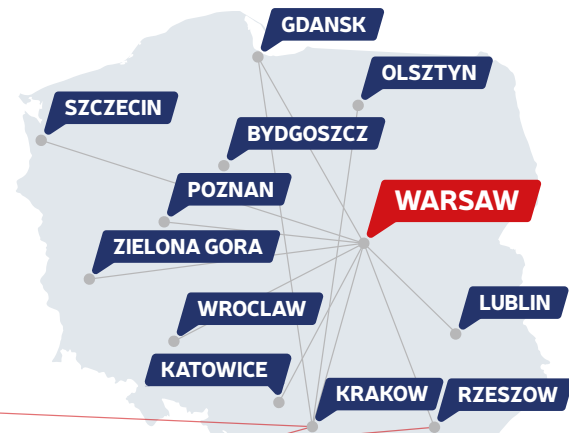 GDANSK
OLSZTYN
SZCZECIN
BYDGOSZCZ
POZNAN
WARSAW
ZIELONA GORA
WROCLAW
LUBLIN
KATOWICE
KRAKOW
RZESZOW